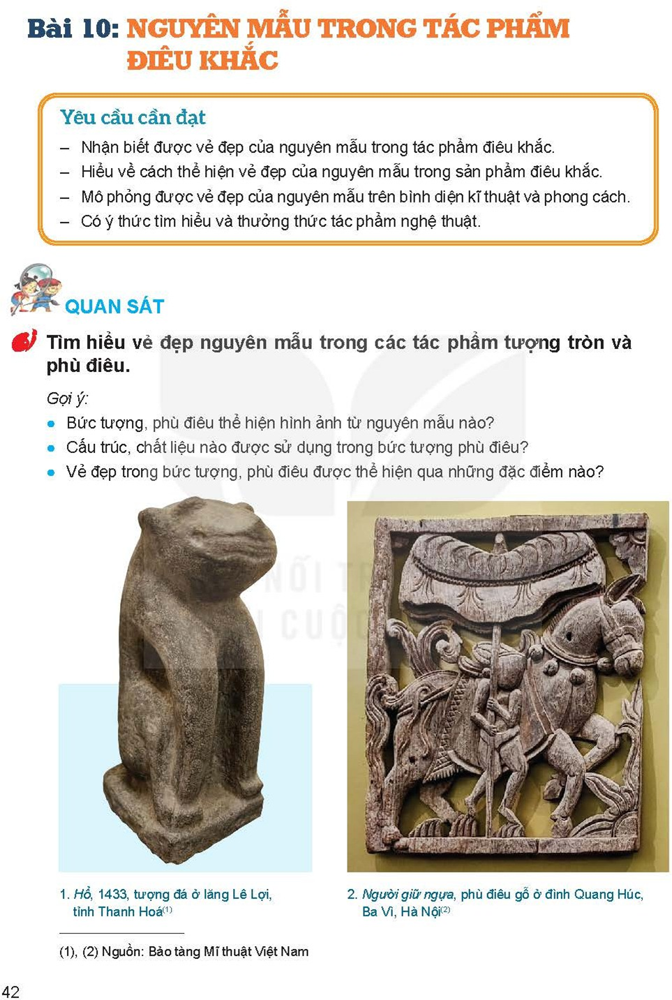 Bài 10: NGUYÊN MẪU TRONG TÁC PHẨM
ĐIÊU KHẮC
Yêu cầu cần đạt
– Nhận biết được vẻ đẹp của nguyên mẫu trong tác phẩm điêu khắc.
– Hiểu về cách thể hiện vẻ đẹp của nguyên mẫu trong sản phẩm điêu khắc.
– Mô phỏng được vẻ đẹp của nguyên mẫu trên bình diện kĩ thuật và phong cách.
– Có ý thức tìm hiểu và thưởng thức tác phẩm nghệ thuật.
QUAN SÁT
Tìm hiểu vẻ đẹp nguyên mẫu trong các tác phẩm tượng tròn và
phù điêu.
Gợi ý:
● Bức tượng, phù điêu thể hiện hình ảnh từ nguyên mẫu nào?
● Cấu trúc, chất liệu nào được sử dụng trong bức tượng phù điêu?
● Vẻ đẹp trong bức tượng, phù điêu được thể hiện qua những đặc điểm nào?
NỐI TR
CUỘC
1. Hổ, 1433, tượng đá ở lăng Lê Lợi,
tỉnh Thanh Hoá(1)
2. Người giữ ngựa, phù điêu gỗ ở đình Quang Húc,
Ba Vì, Hà Nội(2)
(1), (2) Nguồn: Bảo tàng Mĩ thuật Việt Nam
42